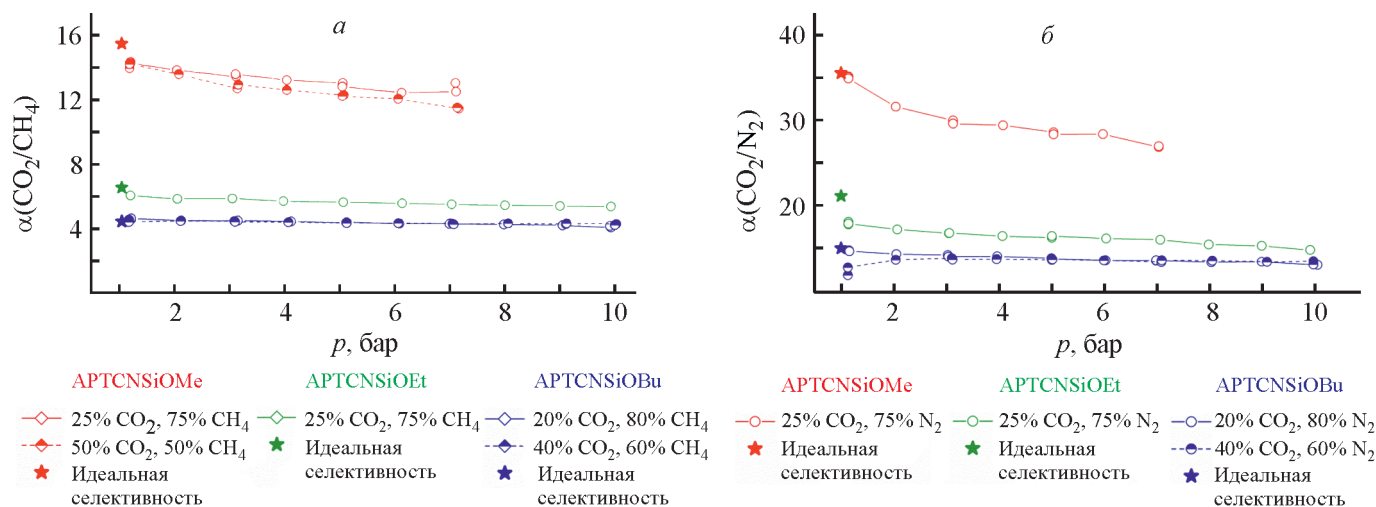 а
16
12
8
4
α(CO₂/CH₄)
2 4 6 8 10
p, бар
APTCNSiOMe APTCNSiOEt APTCNSiOBu
25% CO₂, 75% CH₄ 25% CO₂, 75% CH₄ 20% CO₂, 80% CH₄
50% CO₂, 50% CH₄ Идеальная 40% CO₂, 60% CH₄
Идеальная селективность Идеальная
селективность селективность
б
40
30
20
α(CO₂/N₂)
2 4 6 8 10
p, бар
APTCNSiOMe APTCNSiOEt APTCNSiOBu
25% CO₂, 75% N₂ 25% CO₂, 75% N₂ 20% CO₂, 80% N₂
Идеальная Идеальная 40% CO₂, 60% N₂
селективность селективность Идеальная
селективность